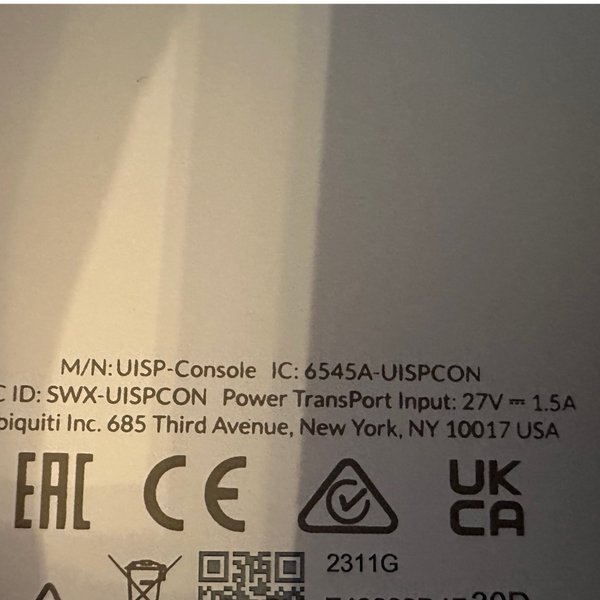 M/N: UISP-Console IC: 6545A-UISPCON
C ID: SWX-UISPCON Power TransPort Input: 27V ⎓ 1.5A
biquiti Inc. 685 Third Avenue, New York, NY 10017 USA
EAC CE UK
CA
2311G